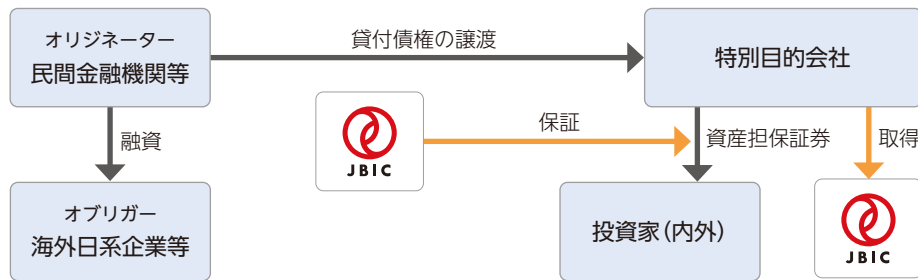 オリジネーター
民間金融機関等
貸付債権の譲渡
特別目的会社
融資
JBIC
保証
資産担保証券
取得
オブリガー
海外日系企業等
投資家(内外)
JBIC